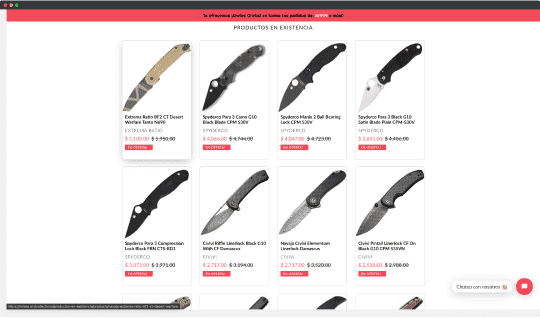 Te ofrecemos ¡Envíos Gratis! en todos tus pedidos de
o más!
PRODUCTOS EN EXISTENCIA
Extrema Ratio BF2 CT Desert
Warfare Tanto N690
EXTREMA RATIO
$ 5,100.00 $ 5,950.00
En oferta!
Spyderco Para 3 Camo G10
Black Blade CPM S30V
SPYDERCO
$ 4,066.00 $ 4,744.00
En oferta!
Spyderco Manix 2 Ball Bearing
Lock CPM S30V
SPYDERCO
$ 4,047.00 $ 4,723.00
En oferta!
Spyderco Para 3 Black G10
Satin Blade Plain CPM-S30V
SPYDERCO
$ 3,841.00 $ 4,486.00
En oferta!
Spyderco Para 3 Compression
Lock Black FRN CTS-BD1
SPYDERCO
$ 3,073.00 $ 3,971.00
En oferta!
Civivi Riffle Linerlock Black G10
With CF Damascus
CIVIVI
$ 2,717.00 $ 3,194.00
En oferta!
Navaja Civivi Elementum
Linerlock Damasco
CIVIVI
$ 2,717.00 $ 3,520.00
En oferta!
Civivi Pintail Linerlock CF On
Black G10 CPM S35VN
CIVIVI
$ 2,538.00 $ 2,988.00
En oferta!
Chatea con nosotros